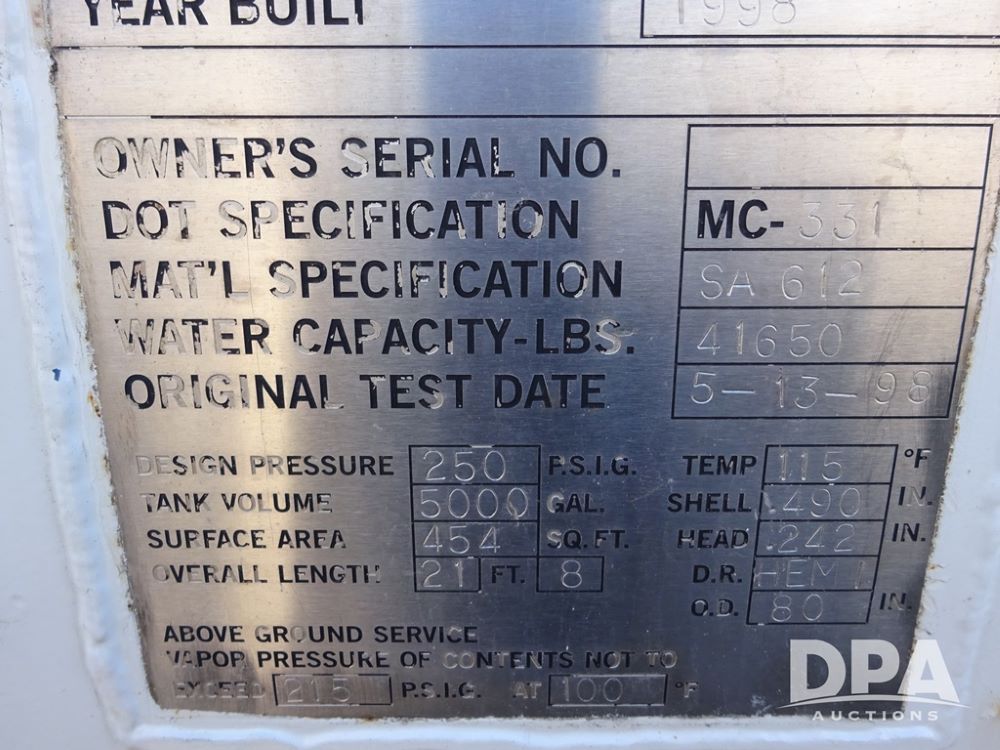 YEAR BUILT 1998
OWNER'S SERIAL NO.
DOT SPECIFICATION MC-331
MAT'L SPECIFICATION SA 612
WATER CAPACITY-LBS. 41650
ORIGINAL TEST DATE 5-13-98
DESIGN PRESSURE 250 P.S.I.G. TEMP 115 °F
TANK VOLUME 5000 GAL. SHELL .490 IN.
SURFACE AREA 454 SQ.FT. HEAD .242 IN.
OVERALL LENGTH 21 FT. 8 D.R. HEMI
O.D. 80 IN.
ABOVE GROUND SERVICE
VAPOR PRESSURE OF CONTENTS NOT TO
EXCEED 215 P.S.I.G. AT 100 °F
DPA
AUCTIONS